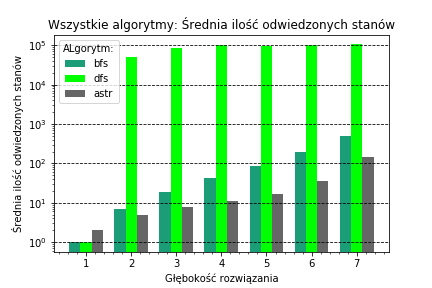 Wszystkie algorytmy: Średnia ilość odwiedzonych stanów
ALgorytm:
bfs
dfs
astr
Średnia ilość odwiedzonych stanów
10⁵
10⁴
10³
10²
10¹
10⁰
1 2 3 4 5 6 7
Głębokość rozwiązania